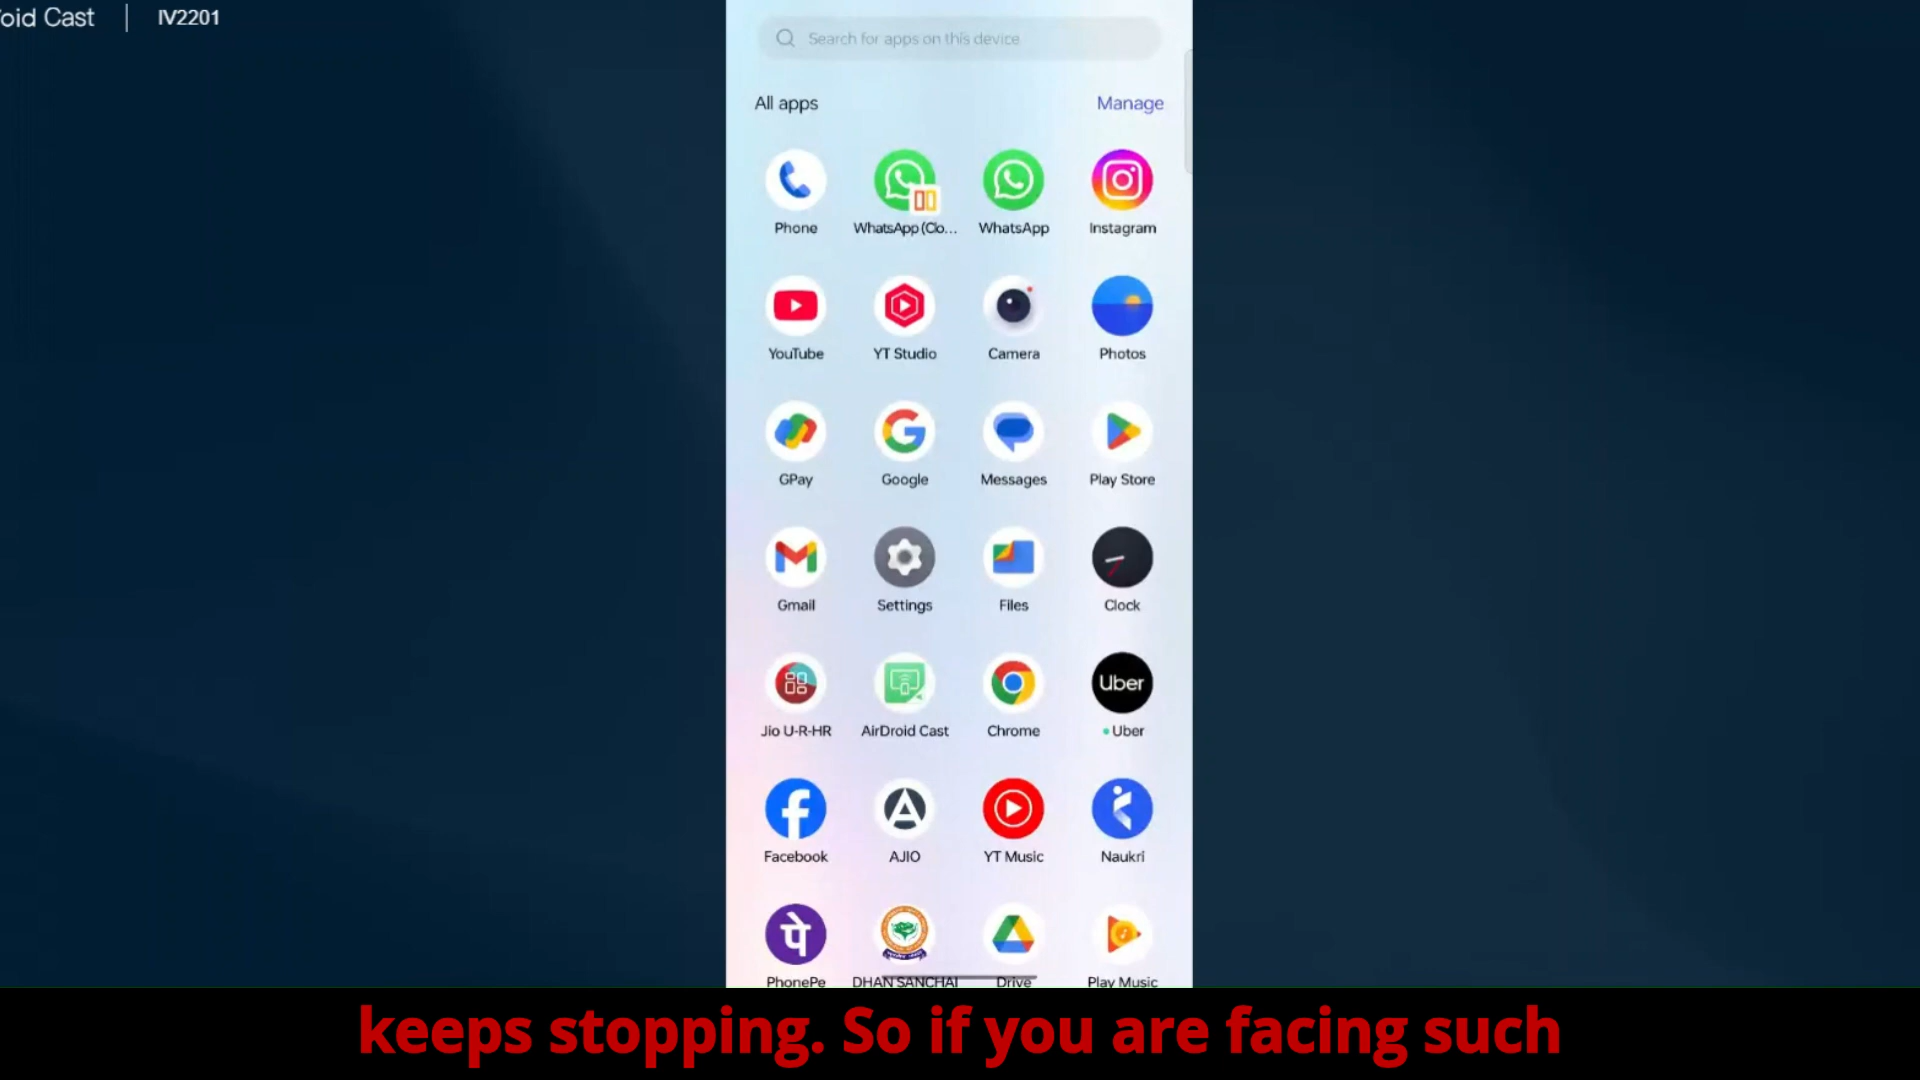 oid Cast | IV2201
Search for apps on this device
All apps Manage
Phone WhatsApp (Clo... WhatsApp Instagram
YouTube YT Studio Camera Photos
GPay Google Messages Play Store
Gmail Settings Files Clock
Uber
Jio U-R-HR AirDroid Cast Chrome Uber
Facebook AJIO YT Music Naukri
पे
PhonePe DHAN SANCHAI Drive Play Music
keeps stopping. So if you are facing such